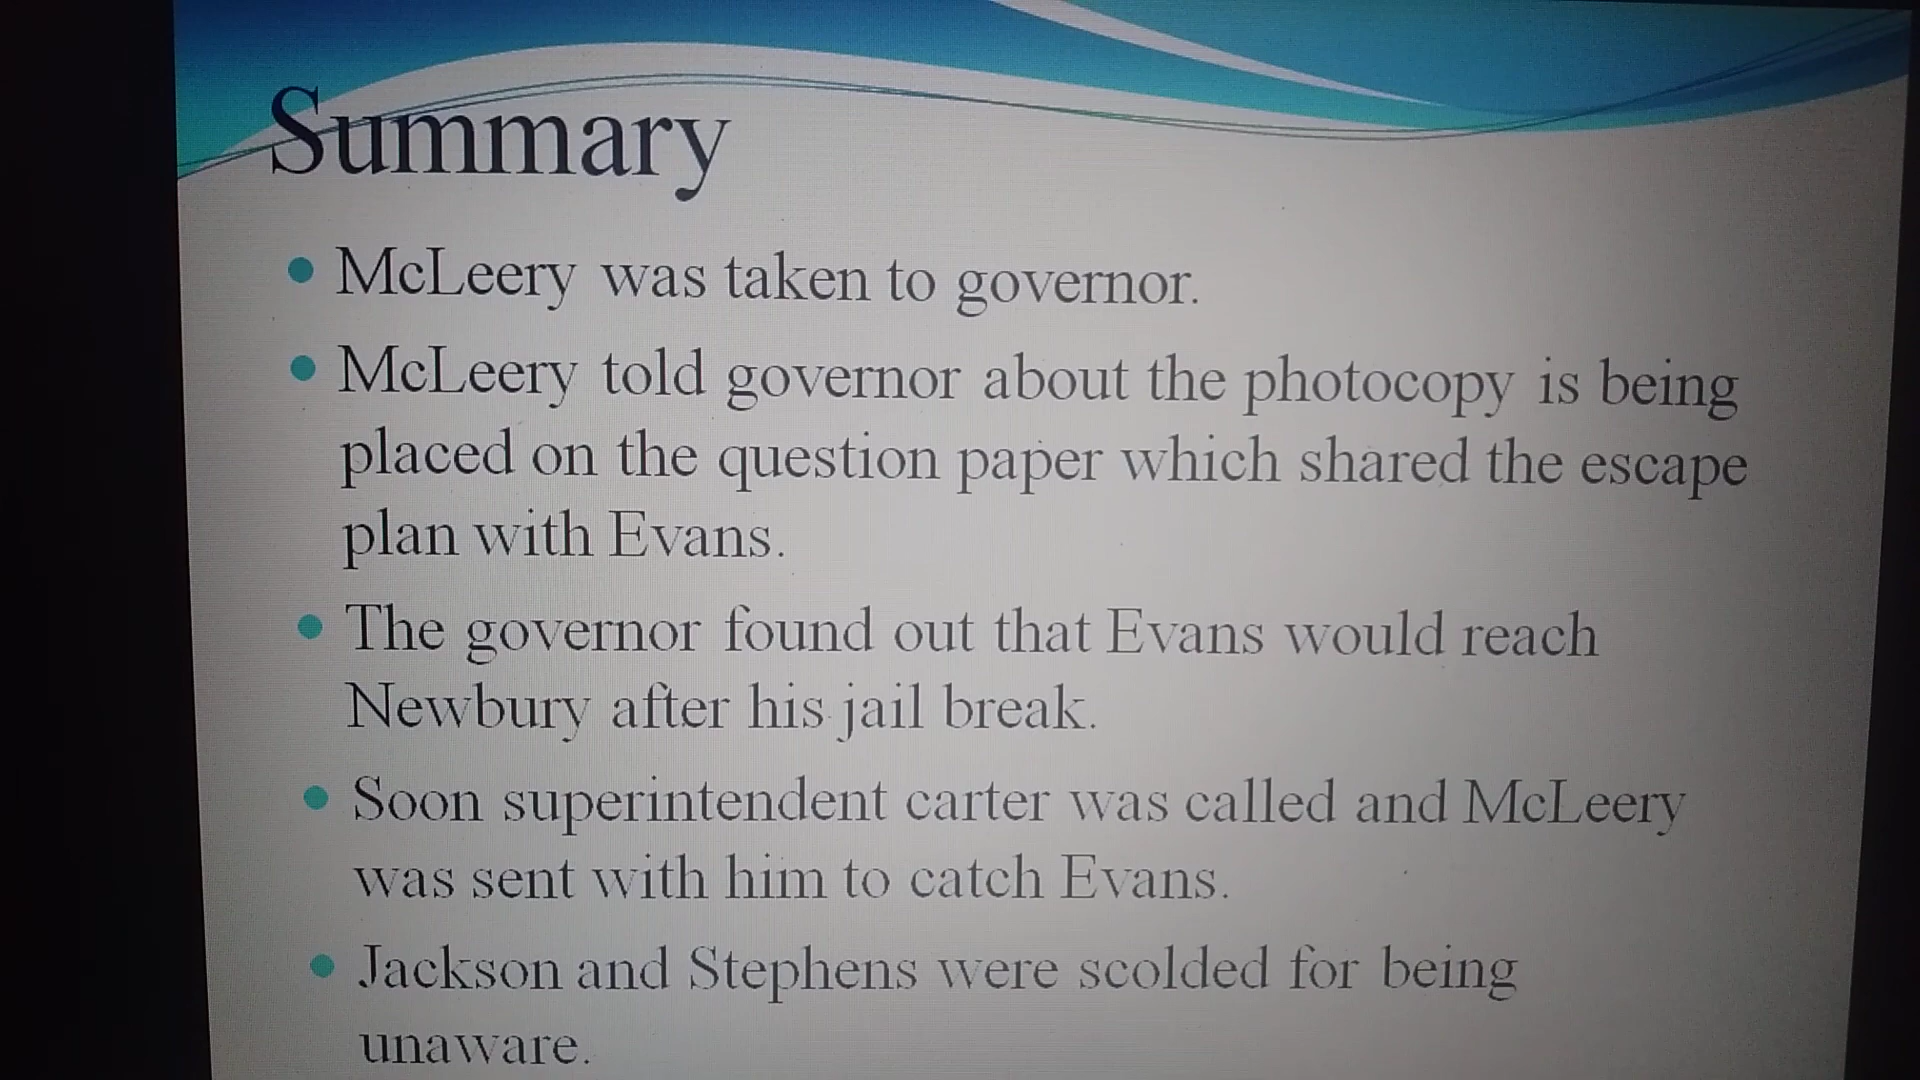 Summary
McLeery was taken to governor.
McLeery told governor about the photocopy is being
placed on the question paper which shared the escape
plan with Evans.
The governor found out that Evans would reach
Newbury after his jail break.
Soon superintendent carter was called and McLeery
was sent with him to catch Evans.
Jackson and Stephens were scolded for being
unaware.